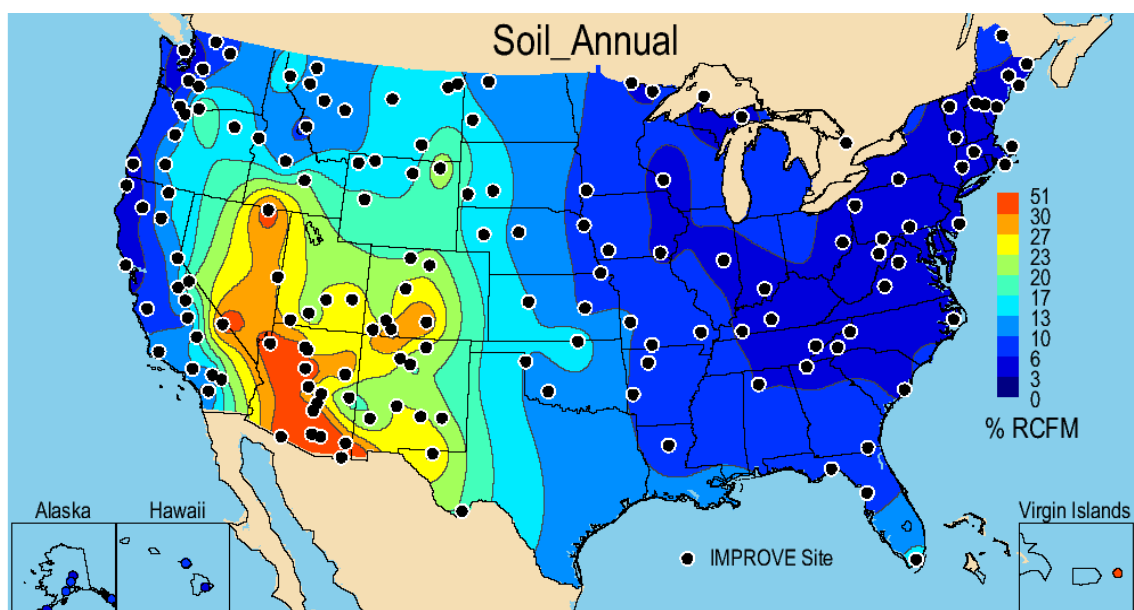 Soil_Annual
51
30
27
23
20
17
13
10
6
3
0
% RCFM
Alaska
Hawaii
Virgin Islands
IMPROVE Site